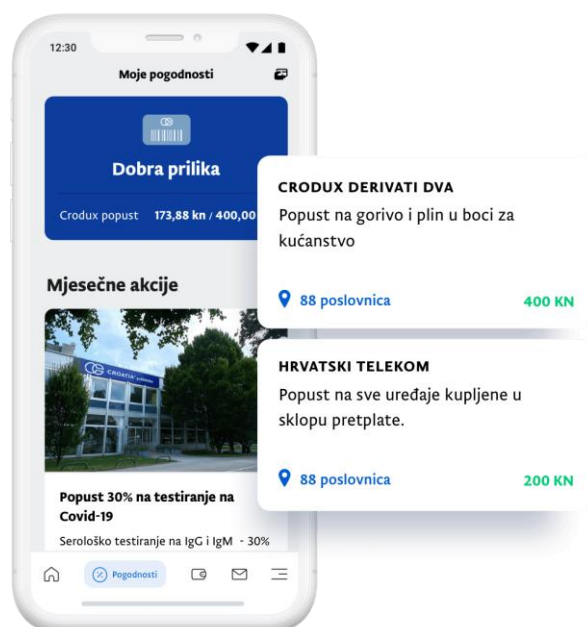 12:30
Moje pogodnosti
Dobra prilika
Crodux popust 173,88 kn / 400,00
CRODUX DERIVATI DVA
Popust na gorivo i plin u boci za
kućanstvo
88 poslovnica 400 KN
Mjesečne akcije
CROATIA
HRVATSKI TELEKOM
Popust na sve uređaje kupljene u
sklopu pretplate.
88 poslovnica 200 KN
Popust 30% na testiranje na
Covid-19
Serološko testiranje na IgG i IgM - 30%
Pogodnosti